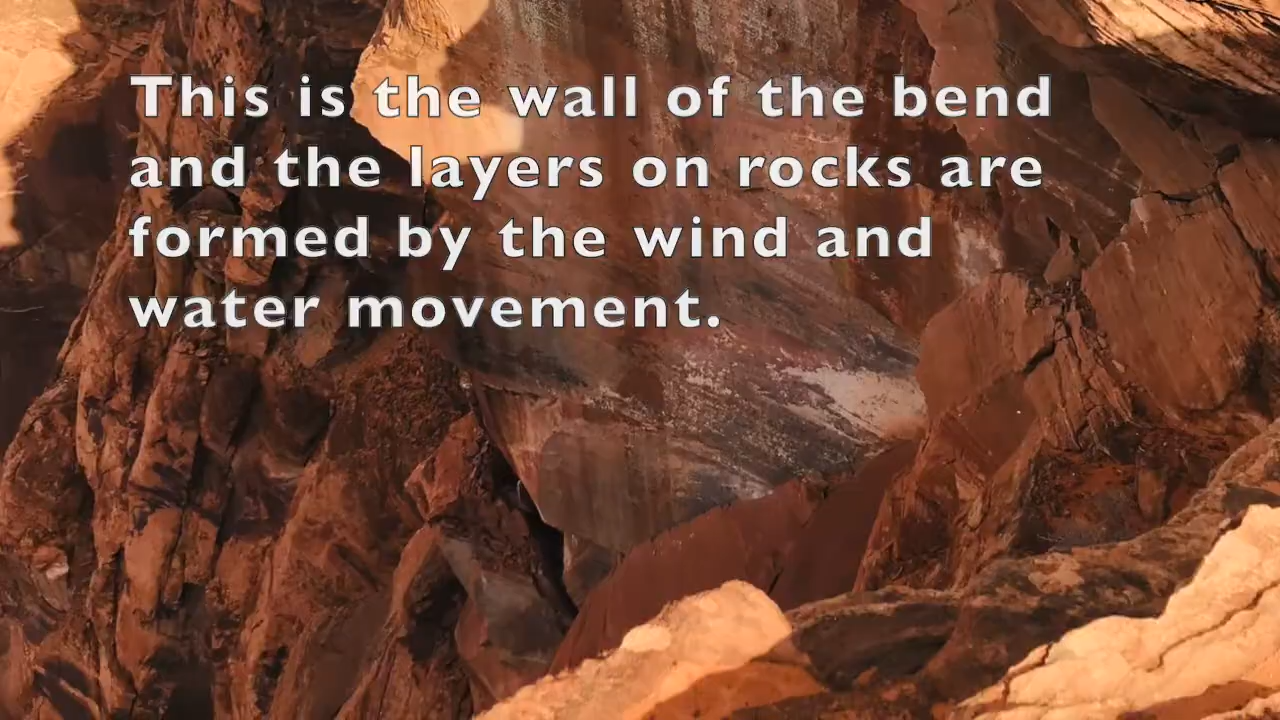 This is the wall of the bend
and the layers on rocks are
formed by the wind and
water movement.